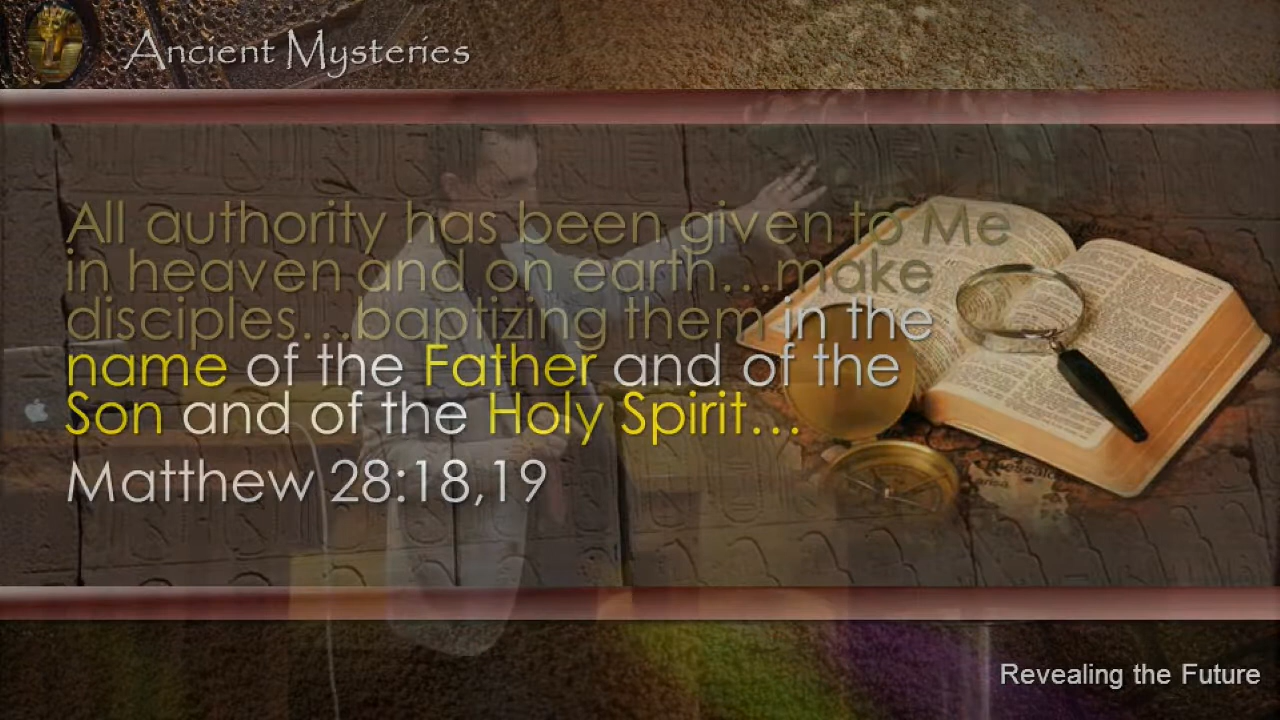 Ancient Mysteries
All authority has been given to Me
in heaven and on earth…make
disciples…baptizing them in the
name of the Father and of the
Son and of the Holy Spirit…
Matthew 28:18,19
Revealing the Future